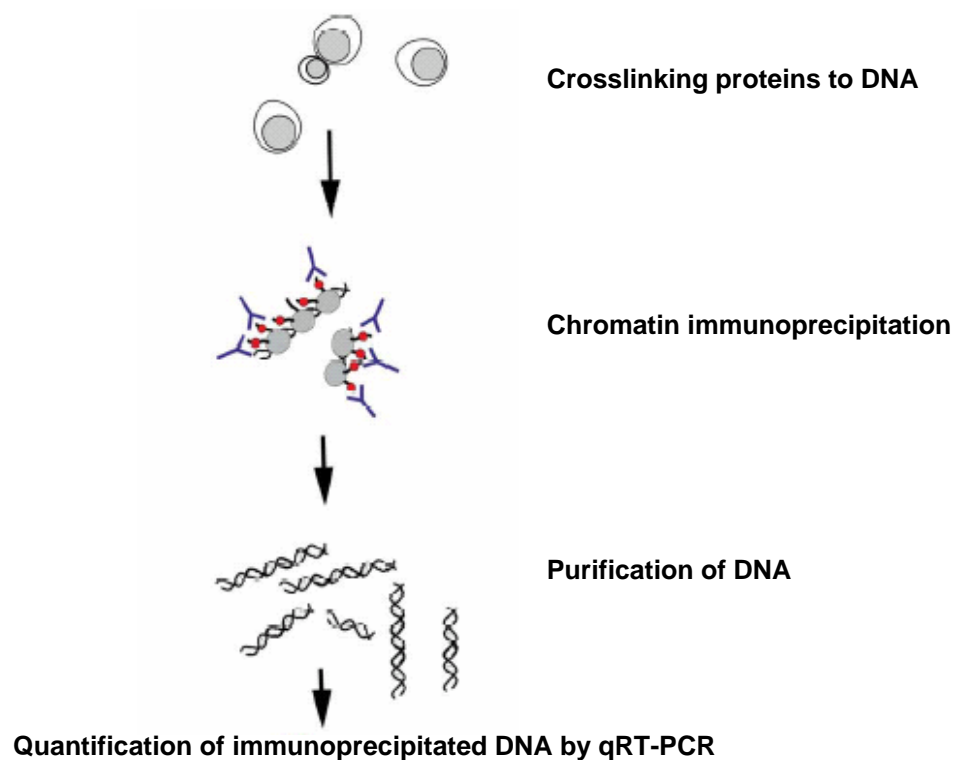 Crosslinking proteins to DNA
Chromatin immunoprecipitation
Purification of DNA
Quantification of immunoprecipitated DNA by qRT-PCR